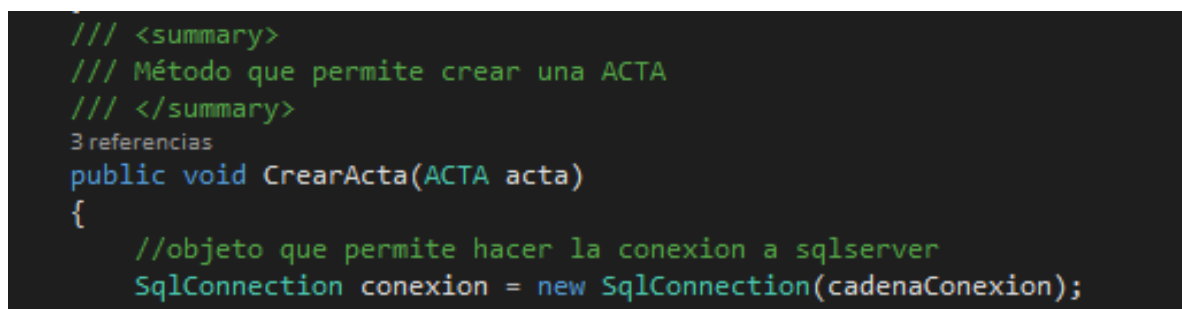 /// <summary>
/// Método que permite crear una ACTA
/// </summary>
3 referencias
public void CrearActa(ACTA acta)
{
//objeto que permite hacer la conexion a sqlserver
SqlConnection conexion = new SqlConnection(cadenaConexion);